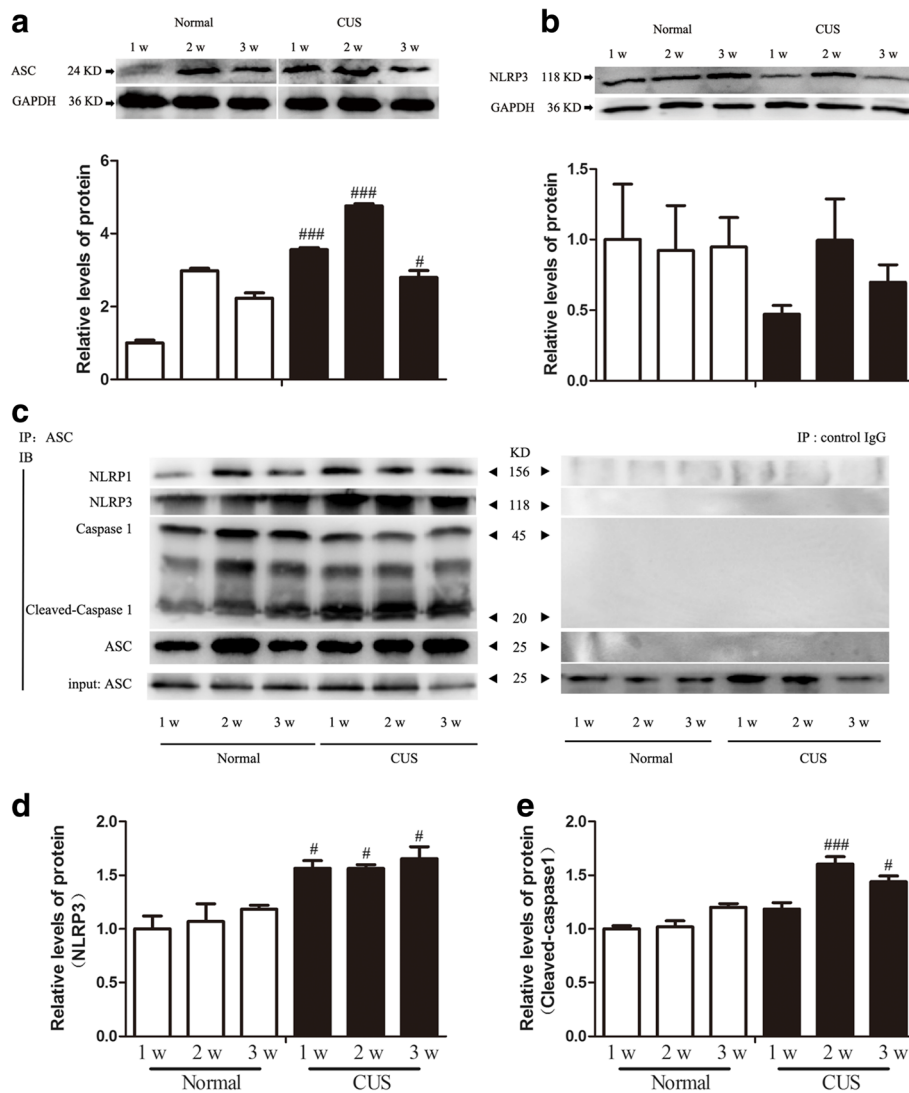 a
Normal CUS
1 w 2 w 3 w 1 w 2 w 3 w
ASC 24 KD
GAPDH 36 KD
Relative levels of protein
6
4
2
0
### ### #
b
Normal CUS
1 w 2 w 3 w 1 w 2 w 3 w
NLRP3 118 KD
GAPDH 36 KD
Relative levels of protein
1.5
1.0
0.5
0.0
c
IP: ASC
IB
KD
IP : control IgG
NLRP1 156
NLRP3 118
Caspase 1 45
Cleaved-Caspase 1 20
ASC 25
input: ASC 25
1 w 2 w 3 w 1 w 2 w 3 w 1 w 2 w 3 w 1 w 2 w 3 w
Normal CUS Normal CUS
d
Relative levels of protein
(NLRP3)
2.0
1.5
1.0
0.5
0.0
# # #
1 w 2 w 3 w 1 w 2 w 3 w
Normal CUS
e
Relative levels of protein
(Cleaved-caspase1)
2.0
1.5
1.0
0.5
0.0
### #
1 w 2 w 3 w 1 w 2 w 3 w
Normal CUS